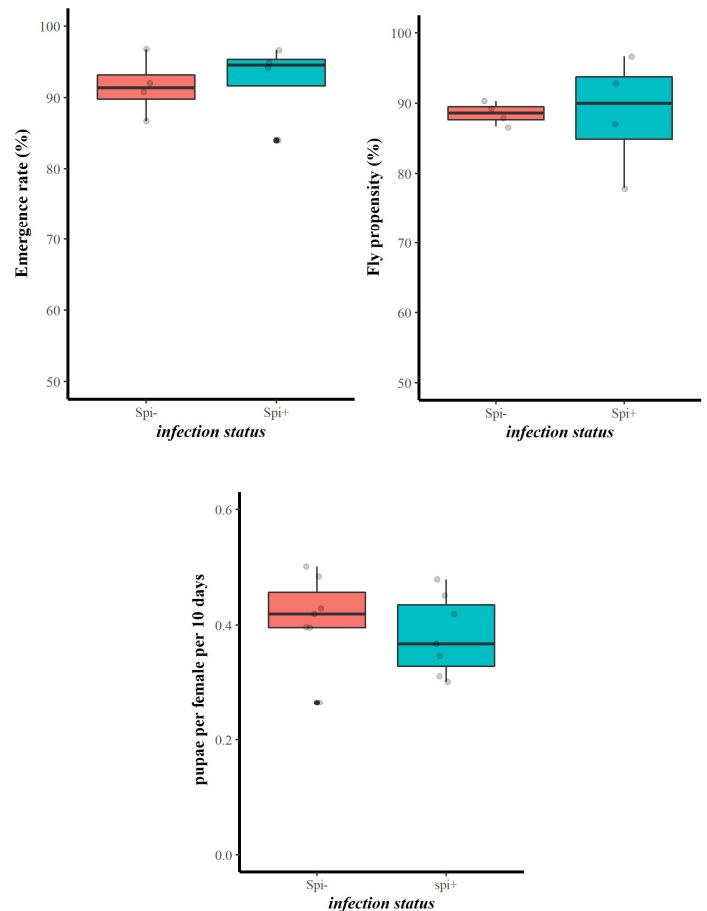 Emergence rate (%)
100
90
80
70
60
50
Spi-
Spi+
infection status
Fly propensity (%)
100
90
80
70
60
50
Spi-
Spi+
infection status
pupae per female per 10 days
0.6
0.4
0.2
0.0
Spi-
spi+
infection status